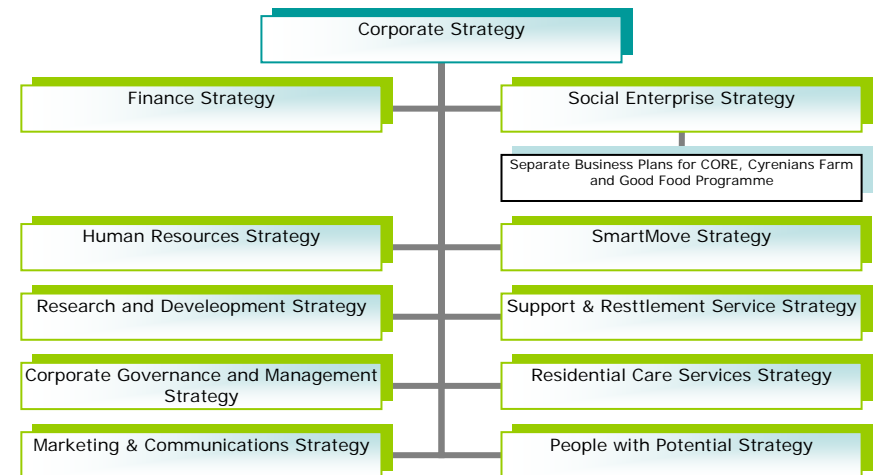 Corporate Strategy
Finance Strategy
Social Enterprise Strategy
Separate Business Plans for CORE, Cyrenians Farm
and Good Food Programme
Human Resources Strategy
SmartMove Strategy
Research and Develeopment Strategy
Support & Resttlement Service Strategy
Corporate Governance and Management
Strategy
Residential Care Services Strategy
Marketing & Communications Strategy
People with Potential Strategy